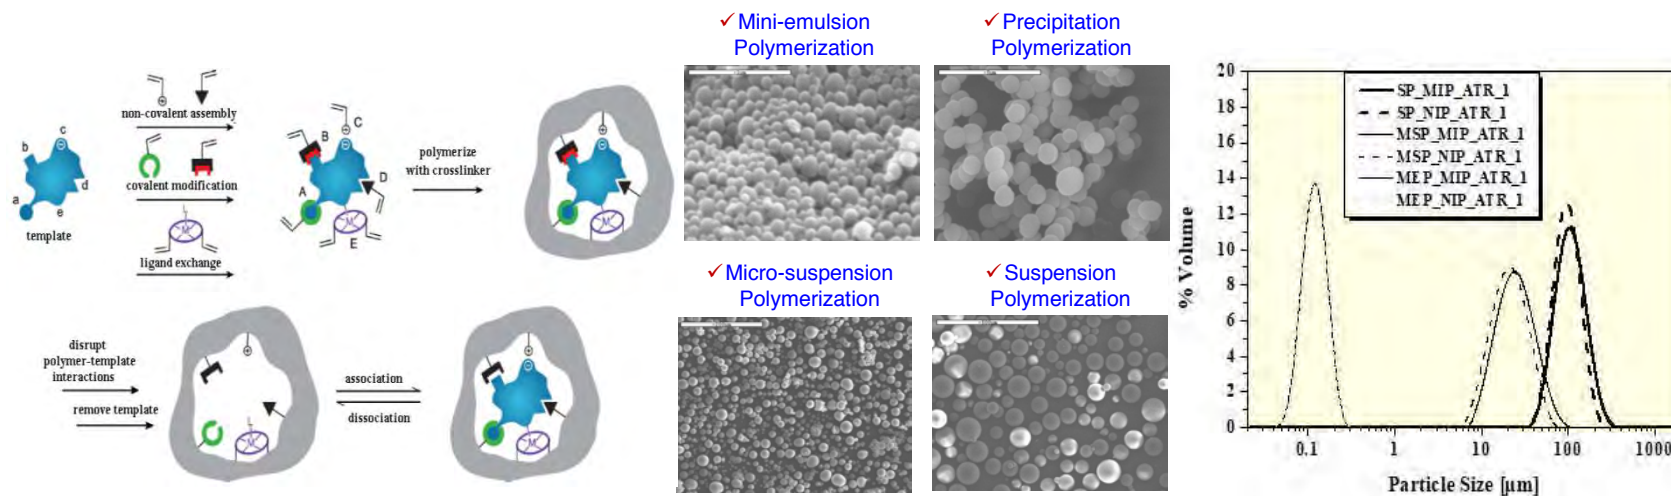 non-covalent assembly
covalent modification
ligand exchange
template
a
b
c
d
e
M
A
B
C
D
E
M
polymerize
with crosslinker
M
disrupt
polymer-template
interactions
remove template
M
association
dissociation
M
✓Mini-emulsion
Polymerization
✓Precipitation
Polymerization
✓Micro-suspension
Polymerization
✓Suspension
Polymerization
% Volume
20
18
16
14
12
10
8
6
4
2
0
SP_MIP_ATR_1
SP_NIP_ATR_1
MSP_MIP_ATR_1
MSP_NIP_ATR_1
MEP_MIP_ATR_1
MEP_NIP_ATR_1
0.1 1 10 100 1000
Particle Size [µm]